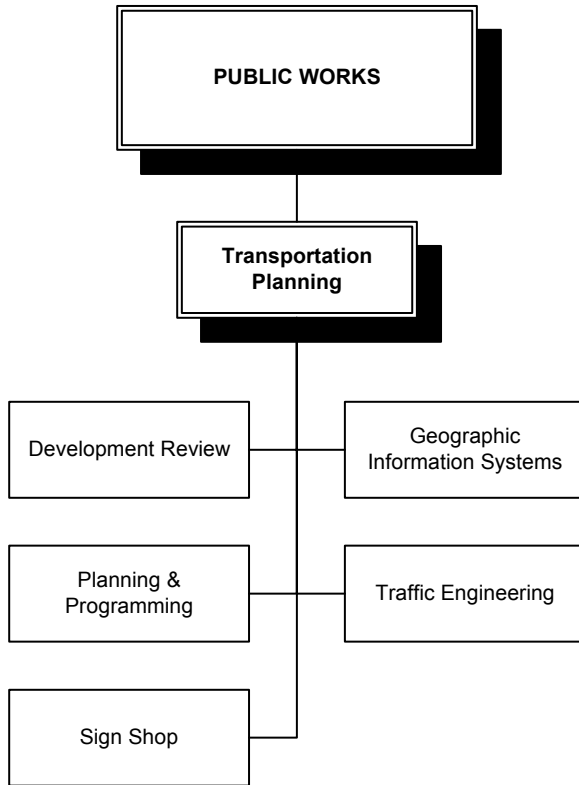 PUBLIC WORKS
Transportation
Planning
Development Review
Geographic
Information Systems
Planning &
Programming
Traffic Engineering
Sign Shop